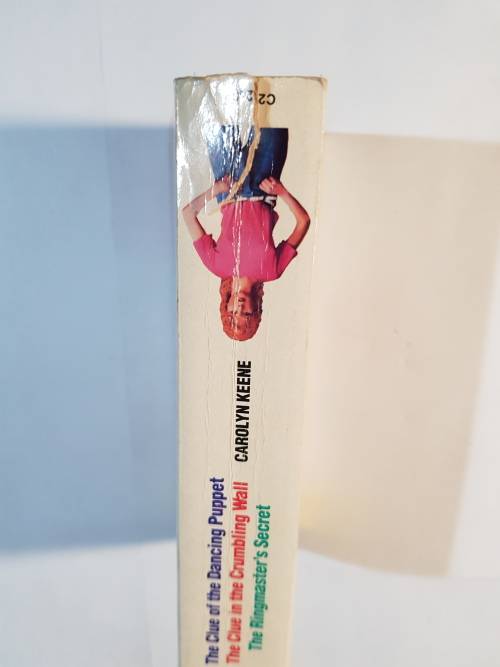 The Clue of the Dancing Puppet
The Clue in the Crumbling Wall
The Ringmaster's Secret
CAROLYN KEENE